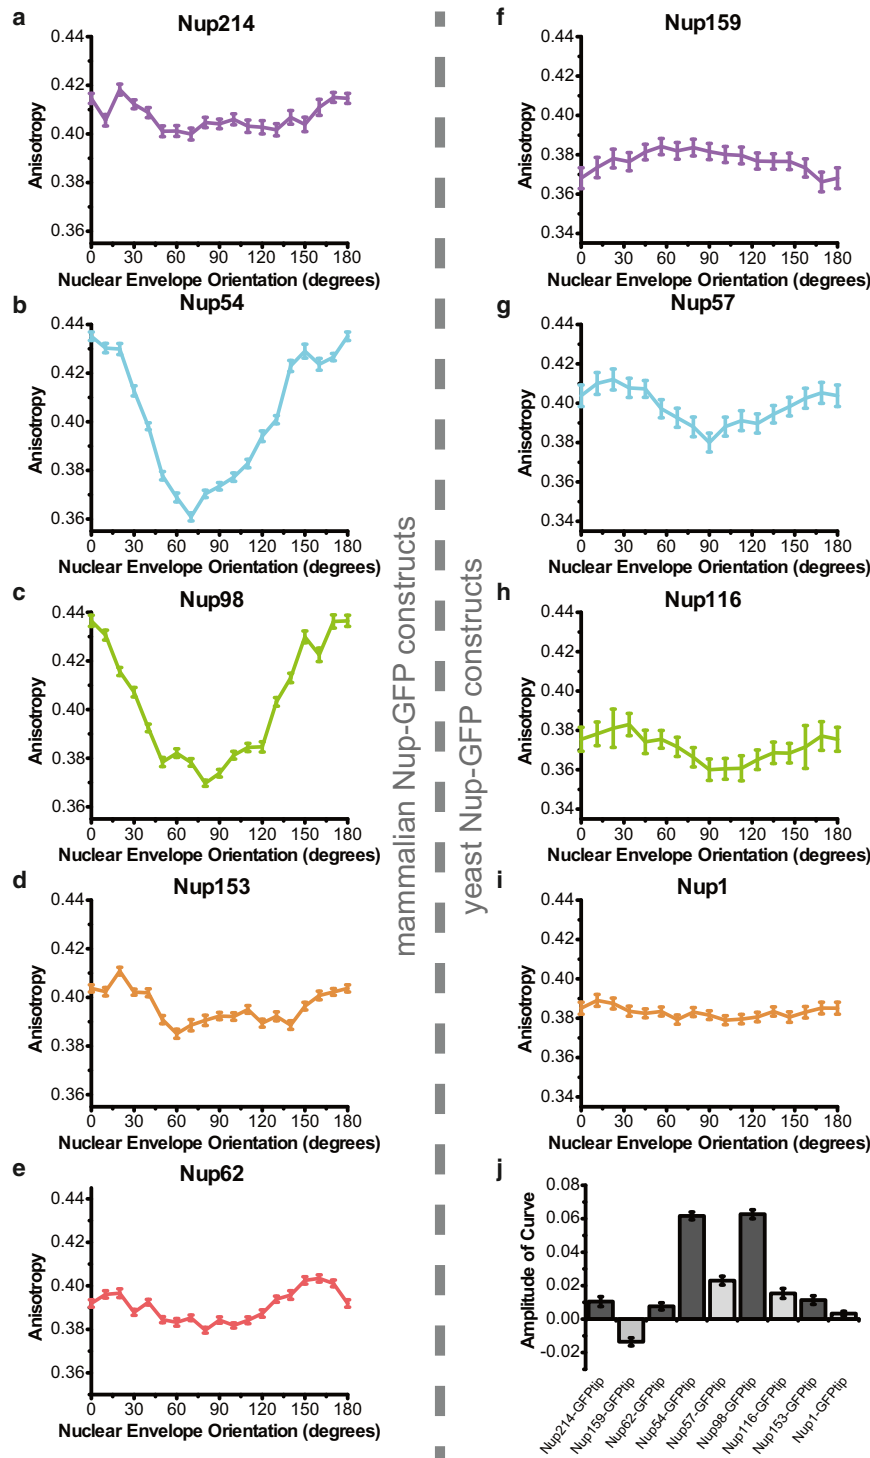 a
Nup214
0.44
0.42
0.40
0.38
0.36
Anisotropy
0 30 60 90 120 150 180
Nuclear Envelope Orientation (degrees)
b
Nup54
0.44
0.42
0.40
0.38
0.36
Anisotropy
0 30 60 90 120 150 180
Nuclear Envelope Orientation (degrees)
c
Nup98
0.44
0.42
0.40
0.38
0.36
Anisotropy
0 30 60 90 120 150 180
Nuclear Envelope Orientation (degrees)
d
Nup153
0.44
0.42
0.40
0.38
0.36
Anisotropy
0 30 60 90 120 150 180
Nuclear Envelope Orientation (degrees)
e
Nup62
0.44
0.42
0.40
0.38
0.36
Anisotropy
0 30 60 90 120 150 180
Nuclear Envelope Orientation (degrees)
mammalian Nup-GFP constructs
yeast Nup-GFP constructs
f
Nup159
0.44
0.42
0.40
0.38
0.36
0.34
Anisotropy
0 30 60 90 120 150 180
Nuclear Envelope Orientation (degrees)
g
Nup57
0.44
0.42
0.40
0.38
0.36
0.34
Anisotropy
0 30 60 90 120 150 180
Nuclear Envelope Orientation (degrees)
h
Nup116
0.44
0.42
0.40
0.38
0.36
0.34
Anisotropy
0 30 60 90 120 150 180
Nuclear Envelope Orientation (degrees)
i
Nup1
0.44
0.42
0.40
0.38
0.36
0.34
Anisotropy
0 30 60 90 120 150 180
Nuclear Envelope Orientation (degrees)
j
0.08
0.06
0.04
0.02
0.00
-0.02
Amplitude of Curve
Nup214-GFPtip
Nup159-GFPtip
Nup62-GFPtip
Nup54-GFPtip
Nup57-GFPtip
Nup98-GFPtip
Nup116-GFPtip
Nup153-GFPtip
Nup1-GFPtip